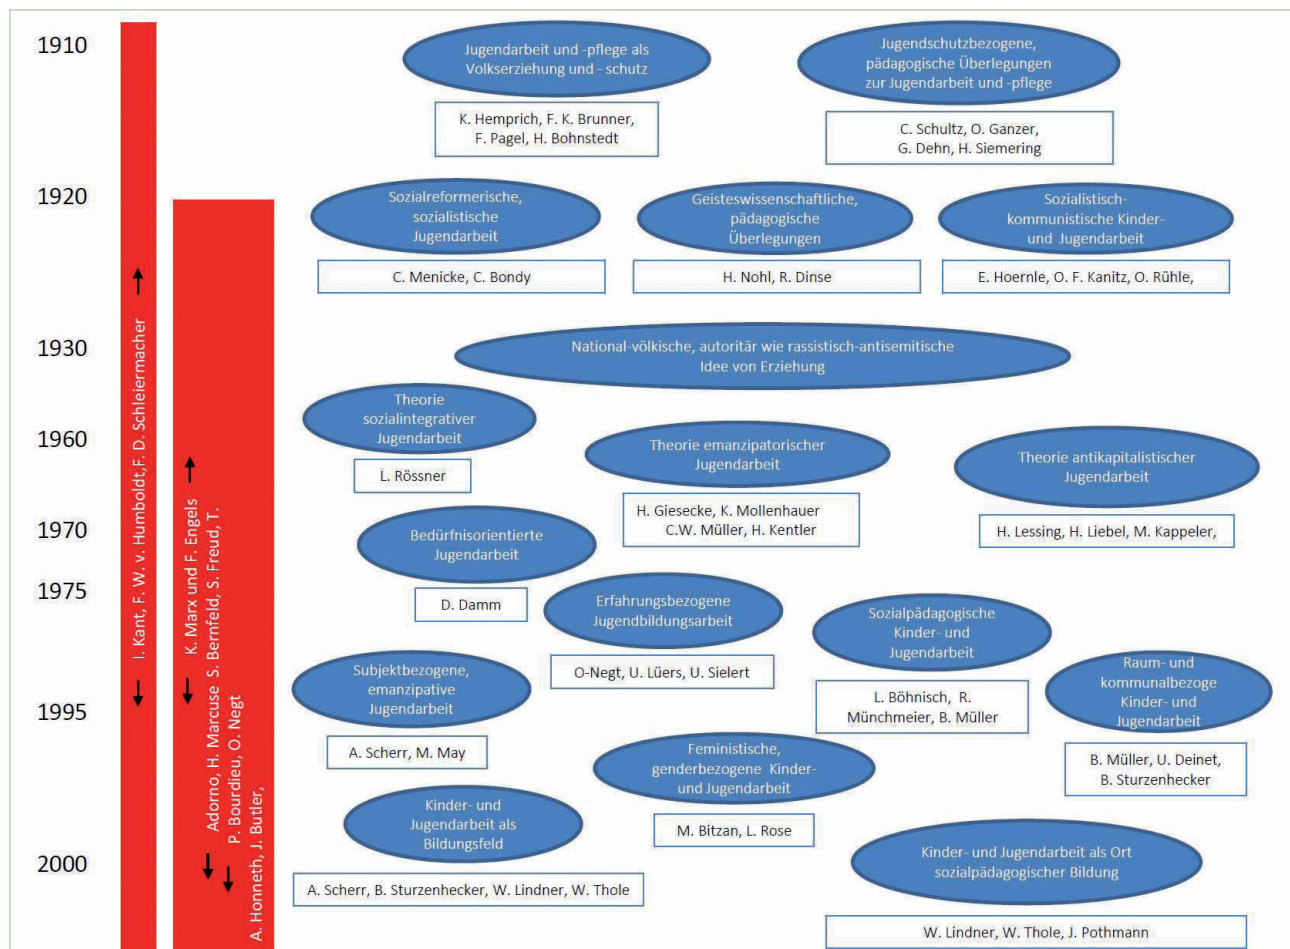 1910
Jugendarbeit und -pflege als
Volkserziehung und - schutz
K. Hemprich, F. K. Brunner,
F. Pagel, H. Bohnstedt
Jugendschutzbezogene,
pädagogische Überlegungen
zur Jugendarbeit und -pflege
C. Schultz, O. Ganzer,
G. Dehn, H. Siemering
1920
Sozialreformerische,
sozialistische
Jugendarbeit
C. Menicke, C. Bondy
Geisteswissenschaftliche,
pädagogische
Überlegungen
H. Nohl, R. Dinse
Sozialistisch-
kommunistische Kinder-
und Jugendarbeit
E. Hoernle, O. F. Kanitz, O. Rühle,
1930
National-völkische, autoritär wie rassistisch-antisemitische
Idee von Erziehung
Theorie
sozialintegrativer
Jugendarbeit
L. Rössner
1960
Theorie emanzipatorischer
Jugendarbeit
H. Giesecke, K. Mollenhauer
C.W. Müller, H. Kentler
Theorie antikapitalistischer
Jugendarbeit
H. Lessing, H. Liebel, M. Kappeler,
1970
Bedürfnisorientierte
Jugendarbeit
D. Damm
1975
Erfahrungsbezogene
Jugendbildungsarbeit
O-Negt, U. Lüers, U. Sielert
Sozialpädagogische
Kinder- und
Jugendarbeit
L. Böhnisch, R.
Münchmeier, B. Müller
Raum- und
kommunalbezoge
Kinder- und
Jugendarbeit
B. Müller, U. Deinet,
B. Sturzenhecker
Subjektbezogene,
emanzipative
Jugendarbeit
A. Scherr, M. May
1995
Feministische,
genderbezogene Kinder-
und Jugendarbeit
M. Bitzan, L. Rose
Kinder- und
Jugendarbeit als
Bildungsfeld
A. Scherr, B. Sturzenhecker, W. Lindner, W. Thole
2000
Kinder- und Jugendarbeit als Ort
sozialpädagogischer Bildung
W. Lindner, W. Thole, J. Pothmann
I. Kant, F. W. v. Humboldt,F. D. Schleiermacher
K. Marx und F. Engels
Adorno, H. Marcuse S. Bernfeld, S. Freud, T.
P. Bourdieu, O. Negt
A. Honneth, J. Butler,